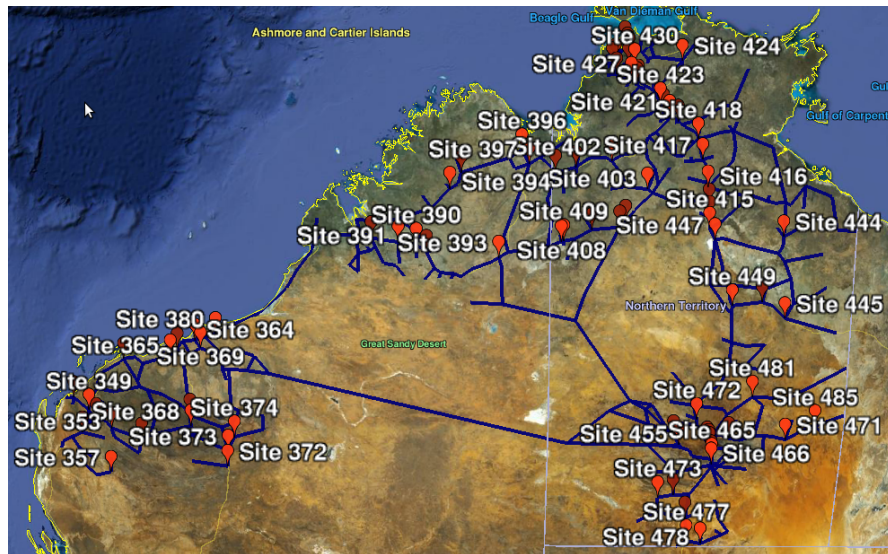 Beagle Gulf
Van Dieman Gulf
Ashmore and Cartier Islands
Site 430
Site 424
Site 427
Site 423
Site 421
Gulf of Carpent
Site 418
Site 396
Site 397
Site 402
Site 417
Site 394
Site 403
Site 416
Site 415
Site 390
Site 409
Site 391
Site 393
Site 408
Site 447
Site 444
Site 449
Northern Territory
Site 445
Site 380
Site 364
Site 365
Site 369
Great Sandy Desert
Site 481
Site 349
Site 472
Site 485
Site 353
Site 368
Site 374
Site 373
Site 455
Site 465
Site 471
Site 357
Site 372
Site 466
Site 473
Site 477
Site 478